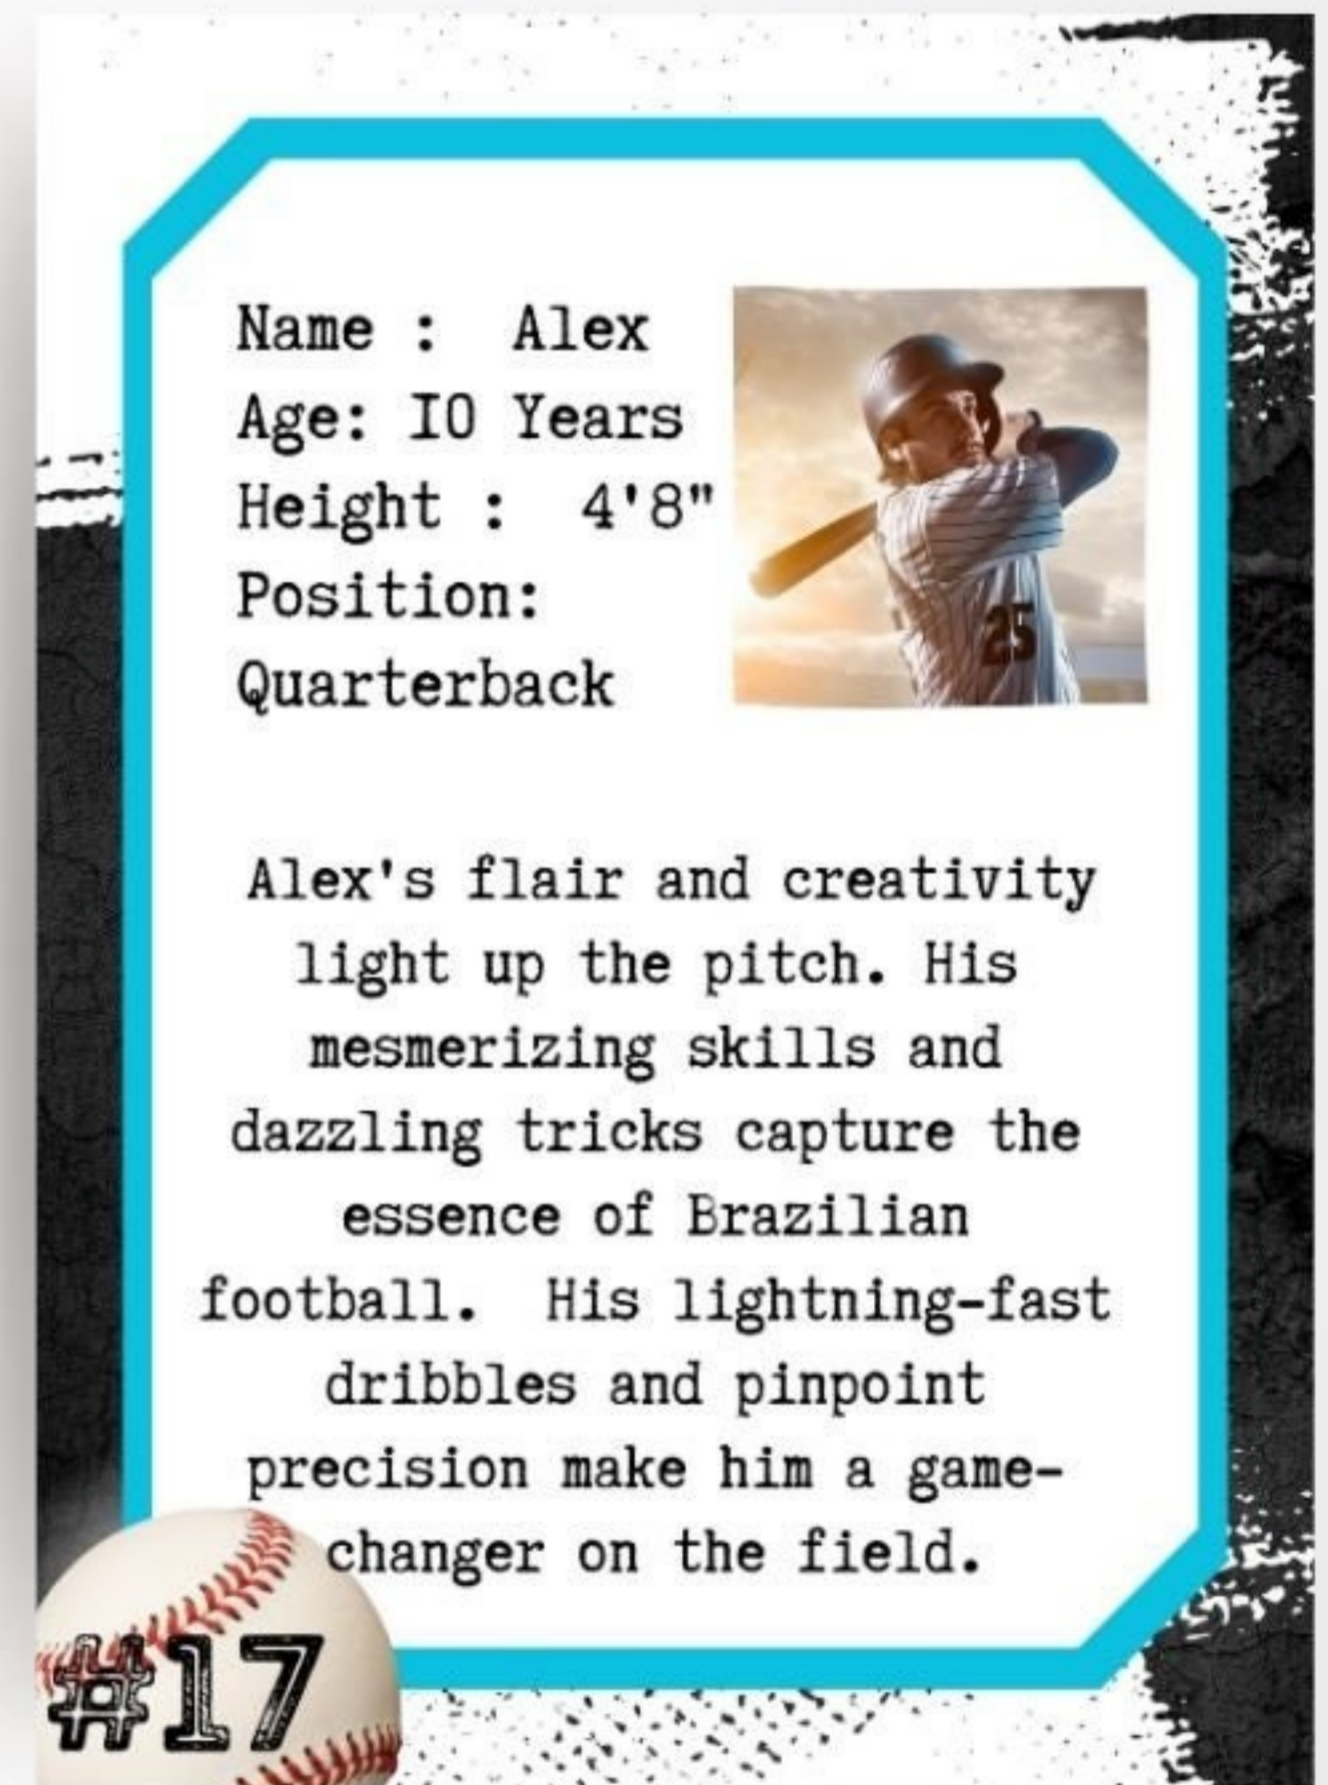 Name :  Alex
Age: IO Years
Height :  4'8"
Position:
Quarterback
25
Alex's flair and creativity
light up the pitch. His
mesmerizing skills and
dazzling tricks capture the
essence of Brazilian
football.  His lightning-fast
dribbles and pinpoint
precision make him a game-
changer on the field.
#17